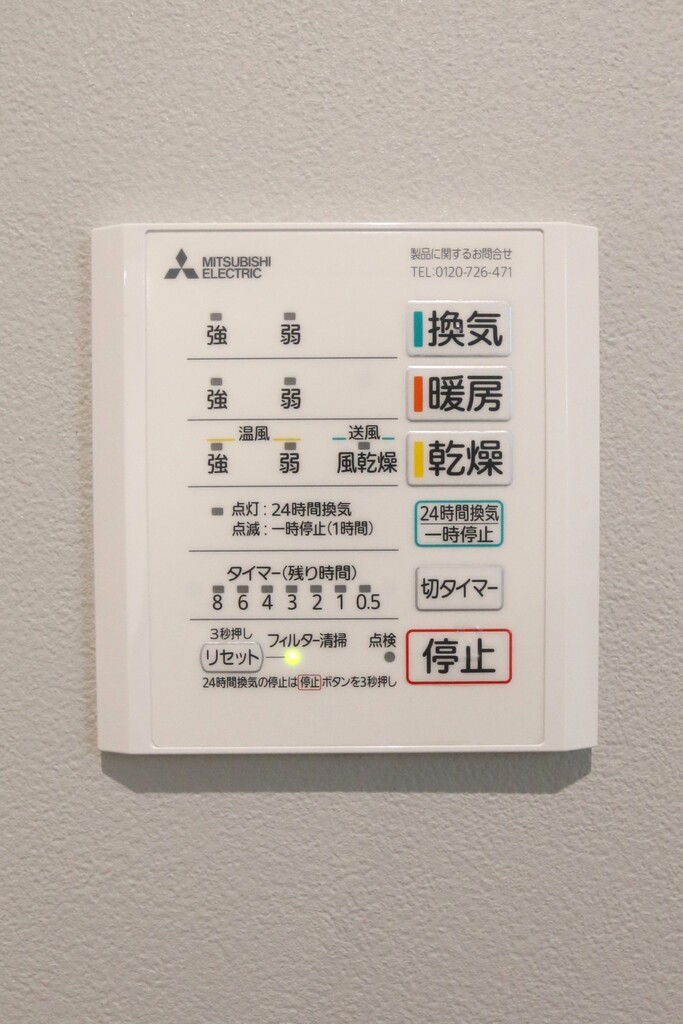 MITSUBISHI
ELECTRIC
製品に関するお問合せ
TEL:0120-726-471
強 弱 換気
強 弱 暖房
温風 送風
強 弱 風乾燥 乾燥
点灯:24時間換気
点滅:一時停止(1時間)
24時間換気
一時停止
タイマー(残り時間)
8 6 4 3 2 1 0.5
切タイマー
3秒押し
リセット フィルター清掃 点検
停止
24時間換気の停止は停止ボタンを3秒押し